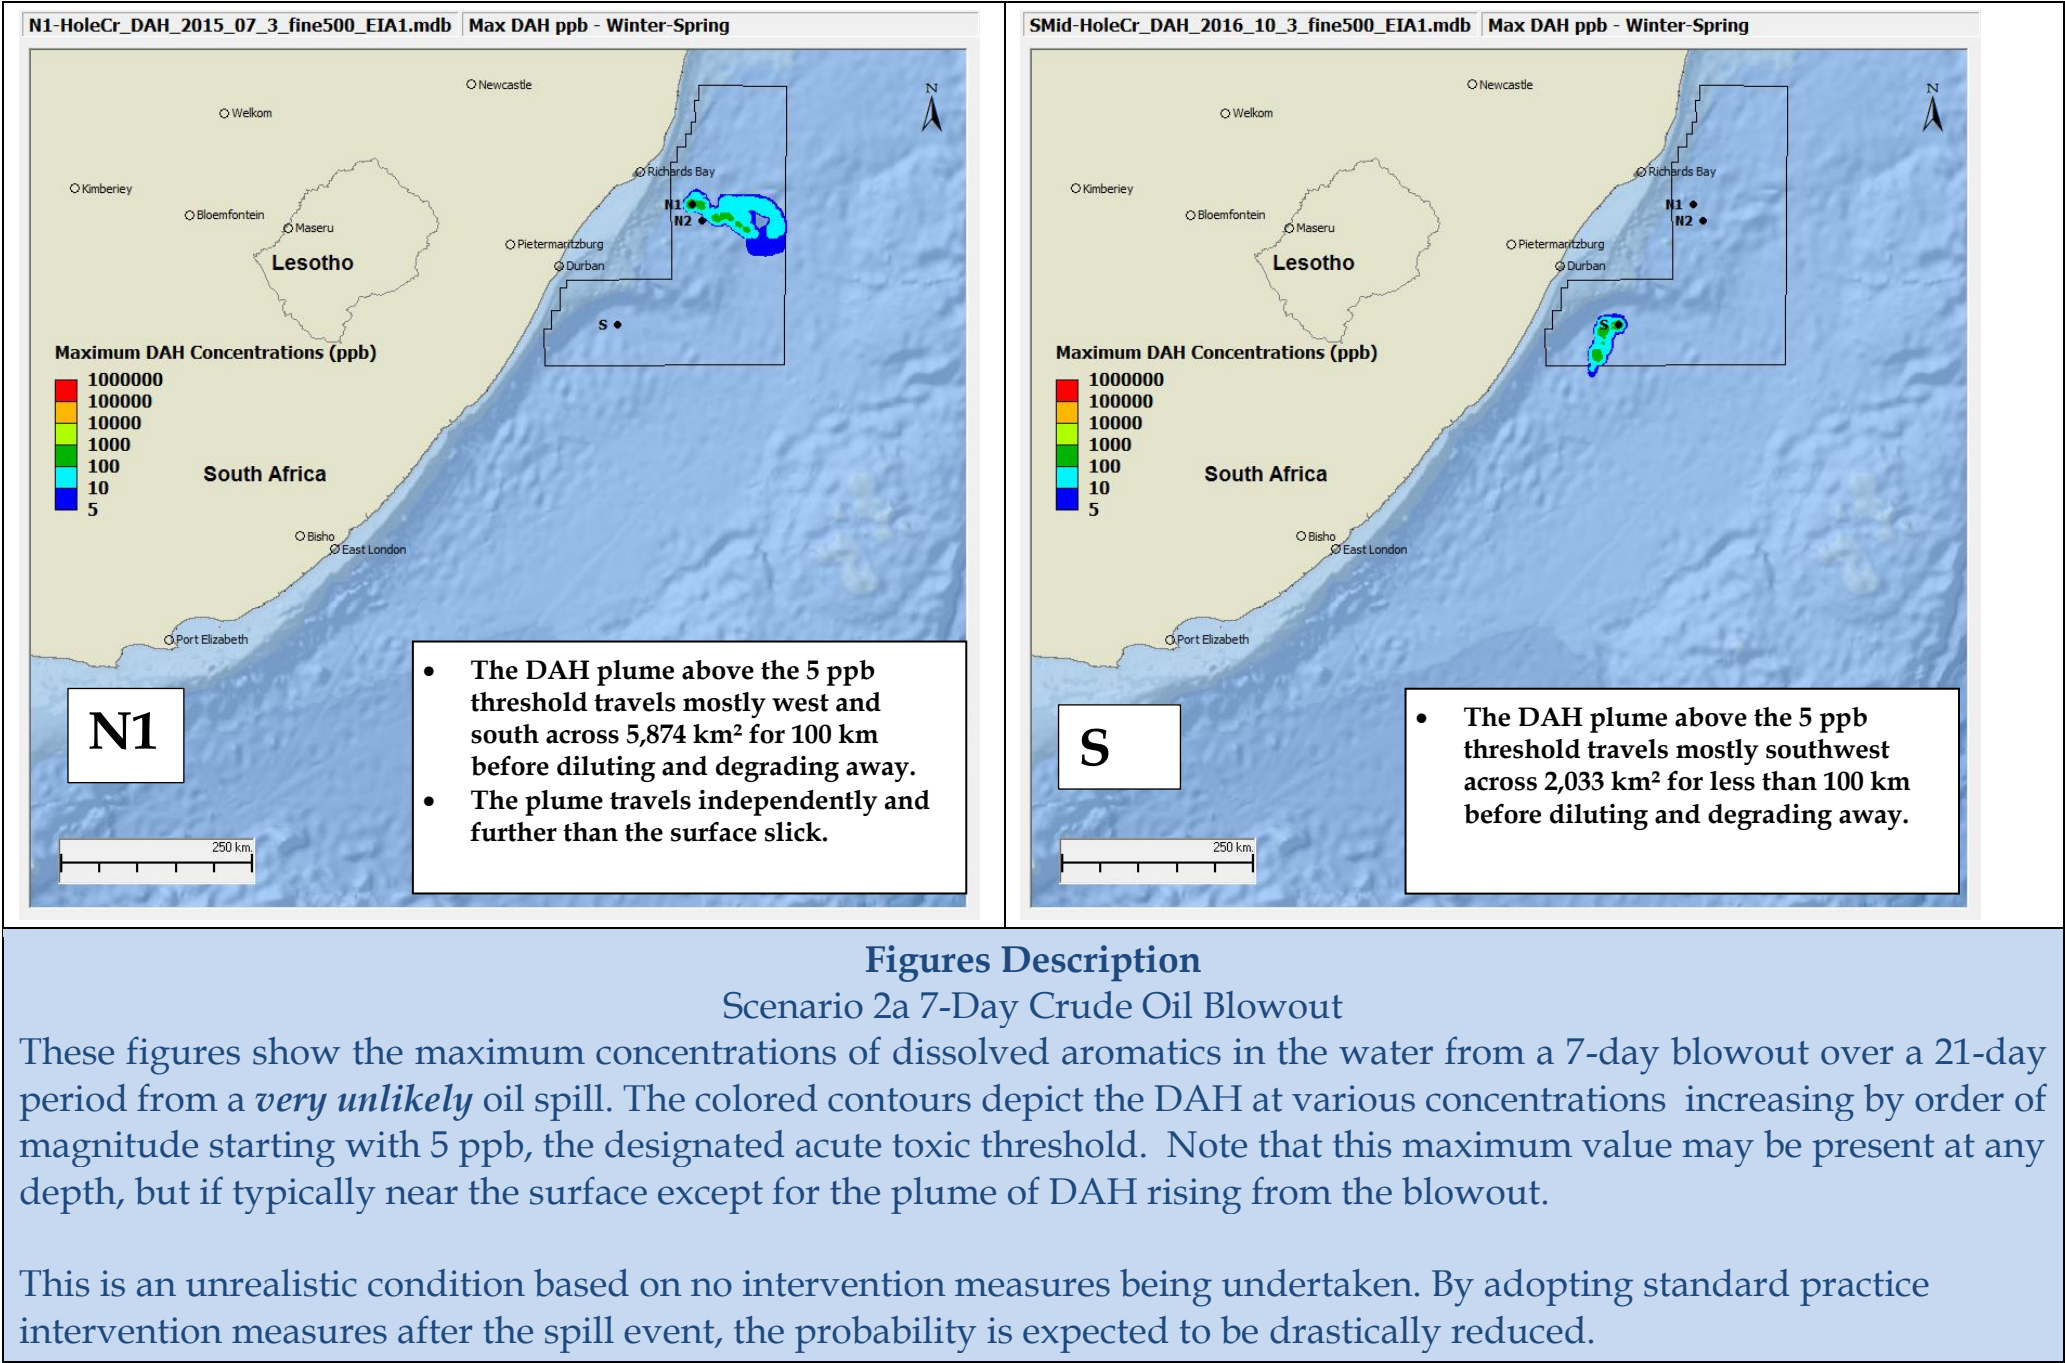 N1-HoleCr_DAH_2015_07_3_fine500_EIA1.mdb Max DAH ppb - Winter-Spring
N
Newcastle
Welkom
Richards Bay
Kimberley
N1
Bloemfontein
N2
Maseru
Pietermaritzburg
Lesotho
Durban
S
Maximum DAH Concentrations (ppb)
1000000
100000
10000
1000
100
10
5
South Africa
Bisho
East London
Port Elizabeth
N1
• The DAH plume above the 5 ppb
threshold travels mostly west and
south across 5,874 km² for 100 km
before diluting and degrading away.
• The plume travels independently and
further than the surface slick.
250 km.
SMid-HoleCr_DAH_2016_10_3_fine500_EIA1.mdb Max DAH ppb - Winter-Spring
N
Newcastle
Welkom
Richards Bay
Kimberley
N1
Bloemfontein
N2
Maseru
Pietermaritzburg
Lesotho
Durban
S
Maximum DAH Concentrations (ppb)
1000000
100000
10000
1000
100
10
5
South Africa
Bisho
East London
Port Elizabeth
S
• The DAH plume above the 5 ppb
threshold travels mostly southwest
across 2,033 km² for less than 100 km
before diluting and degrading away.
250 km.
Figures Description
Scenario 2a 7-Day Crude Oil Blowout
These figures show the maximum concentrations of dissolved aromatics in the water from a 7-day blowout over a 21-day
period from a very unlikely oil spill. The colored contours depict the DAH at various concentrations increasing by order of
magnitude starting with 5 ppb, the designated acute toxic threshold. Note that this maximum value may be present at any
depth, but if typically near the surface except for the plume of DAH rising from the blowout.
This is an unrealistic condition based on no intervention measures being undertaken. By adopting standard practice
intervention measures after the spill event, the probability is expected to be drastically reduced.